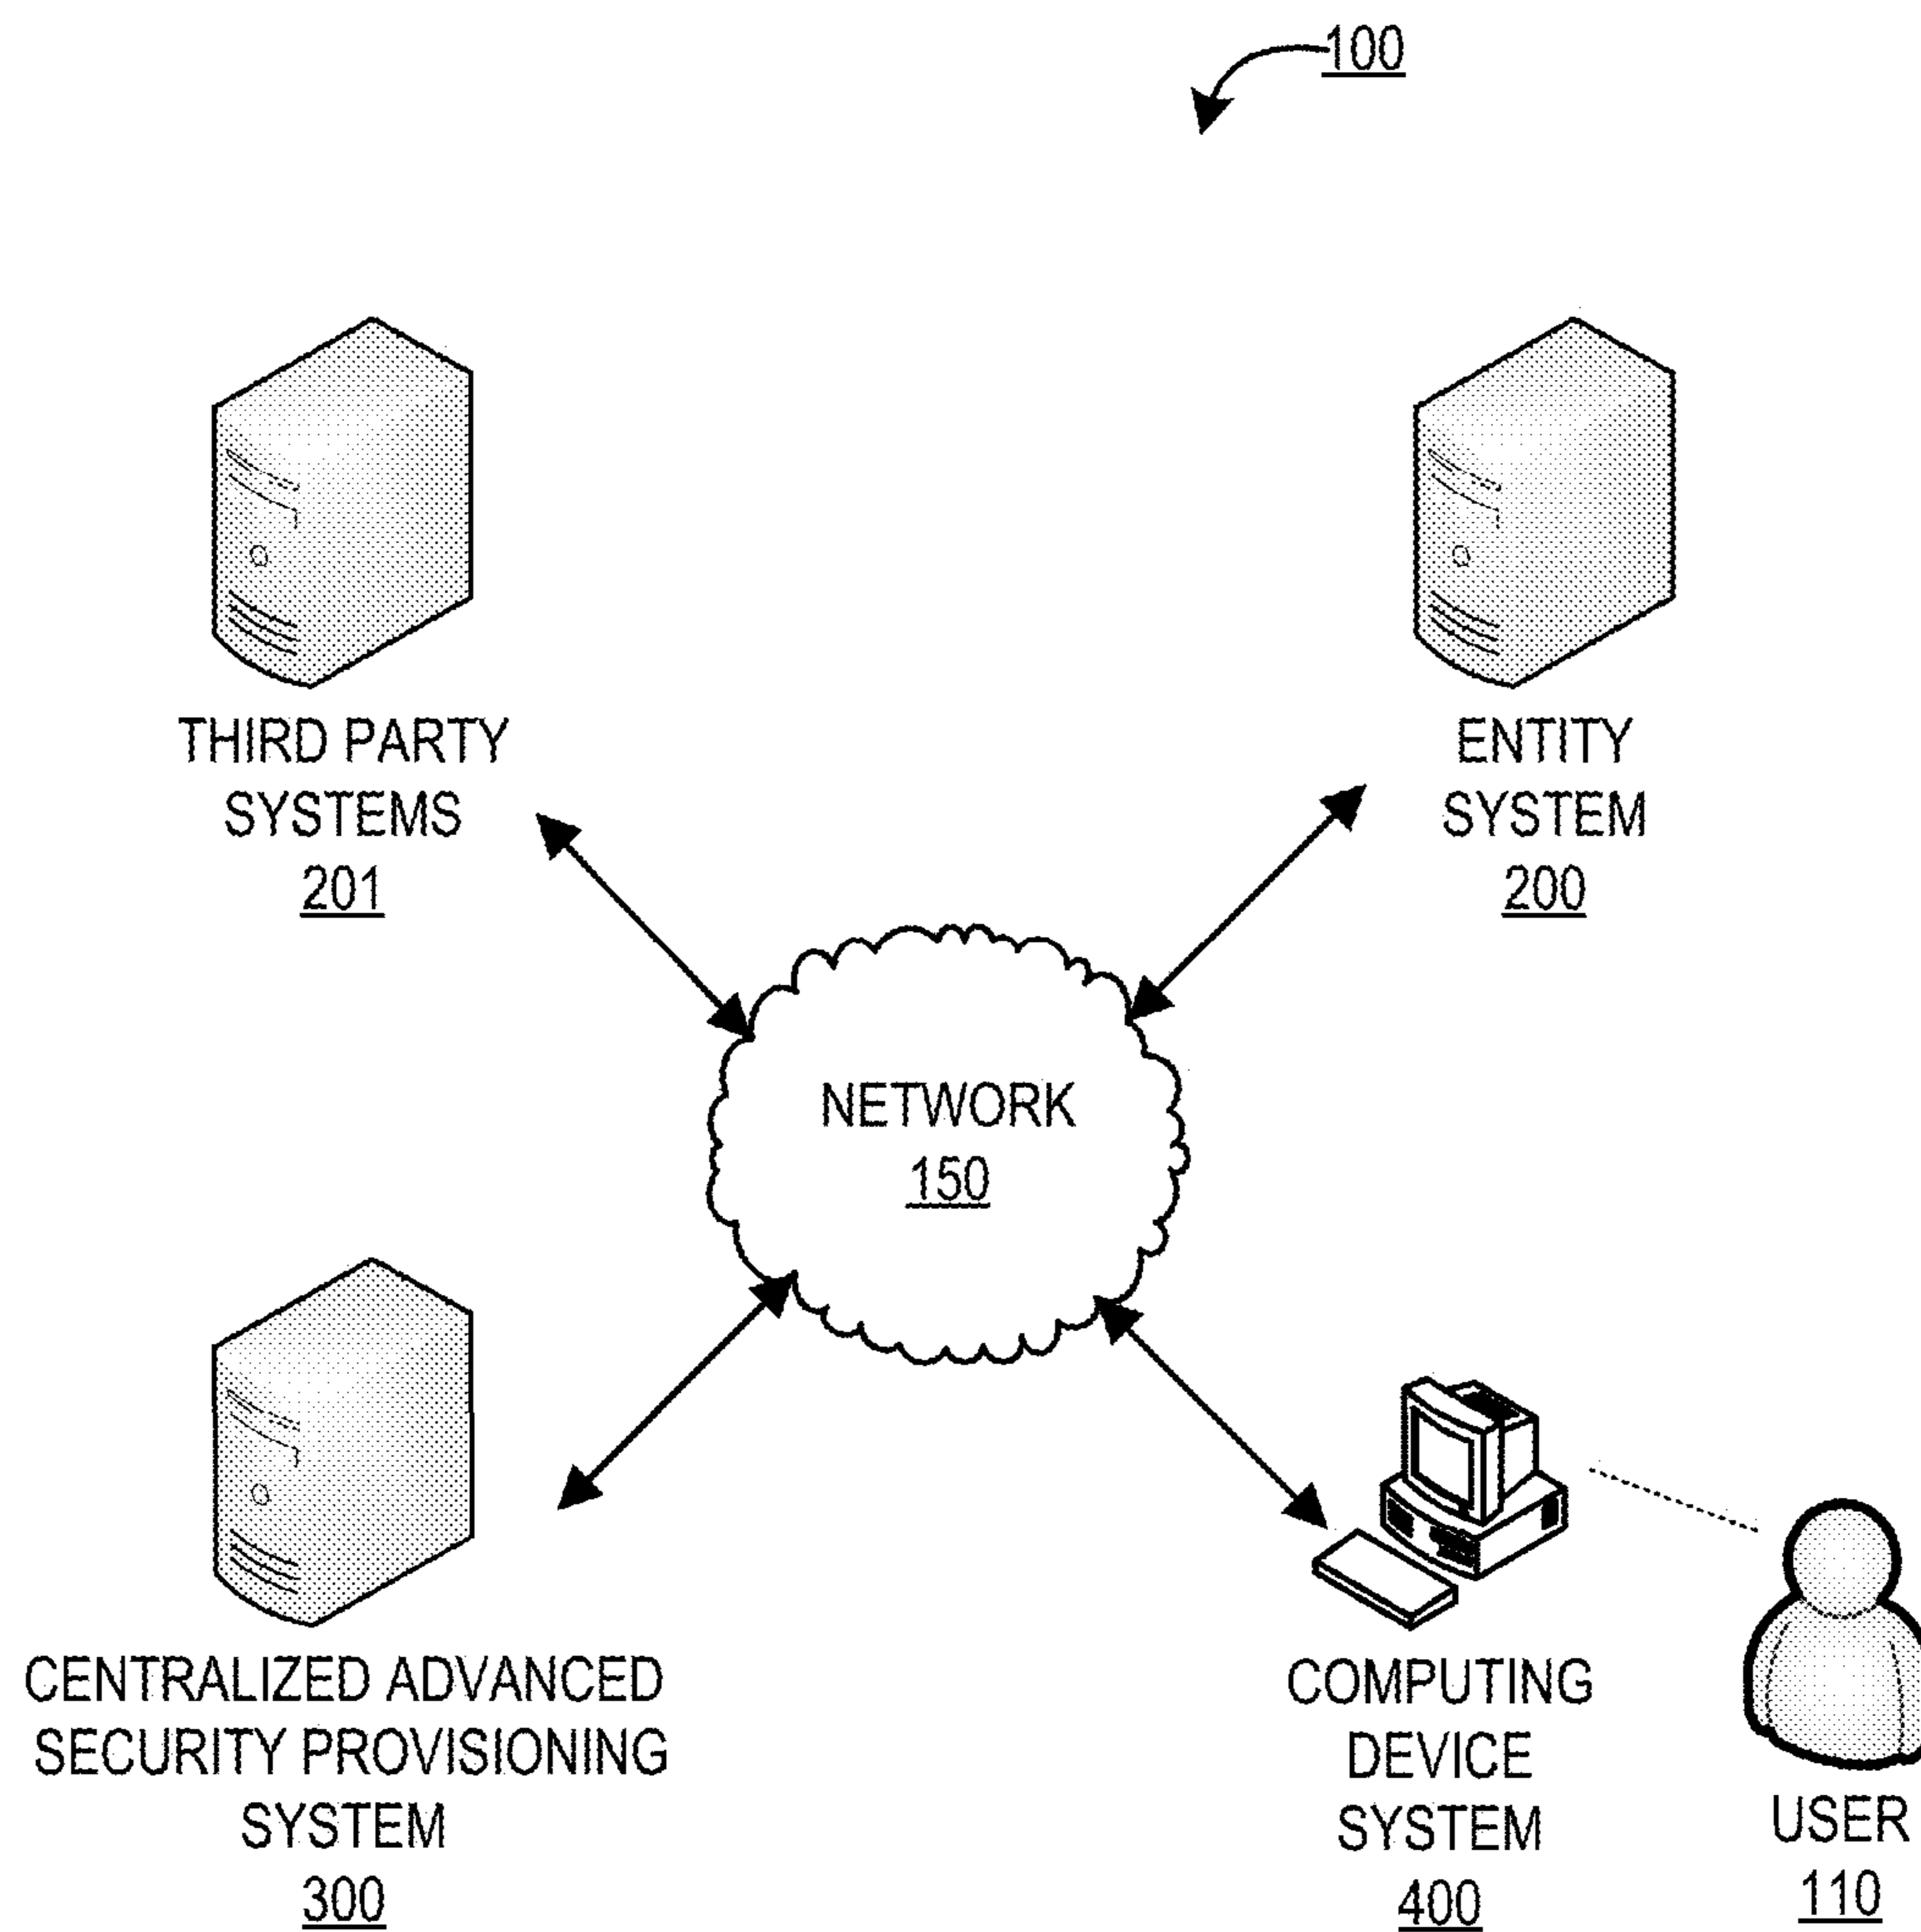 100
THIRD PARTY
SYSTEMS
201
ENTITY
SYSTEM
200
NETWORK
150
CENTRALIZED ADVANCED
SECURITY PROVISIONING
SYSTEM
300
COMPUTING
DEVICE
SYSTEM
400
USER
110